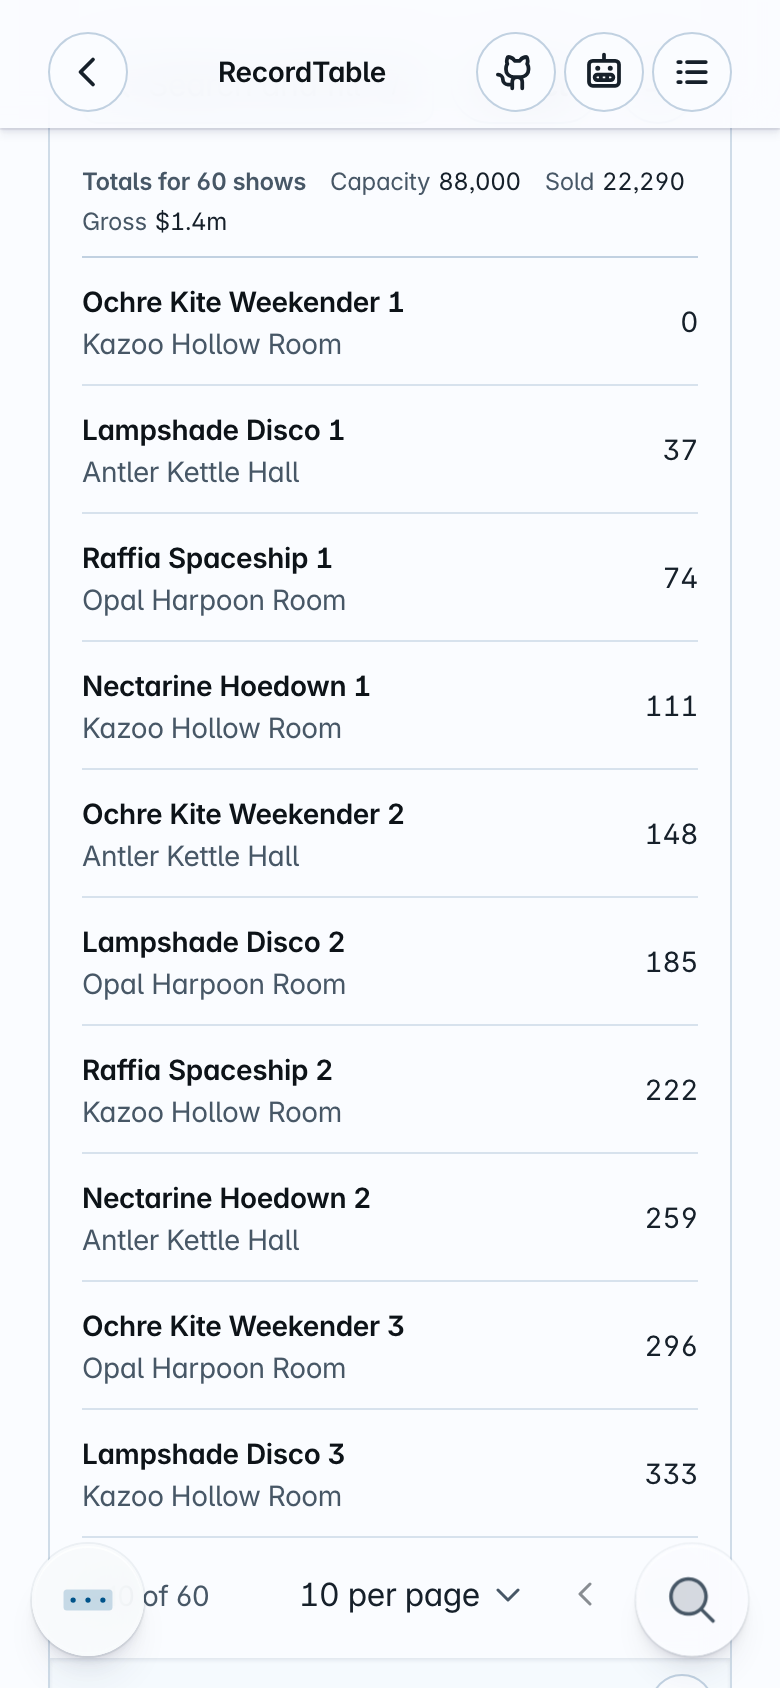 RecordTable
Totals for 60 shows Capacity 88,000 Sold 22,290
Gross $1.4m
Ochre Kite Weekender 1
Kazoo Hollow Room
0
Lampshade Disco 1
Antler Kettle Hall
37
Raffia Spaceship 1
Opal Harpoon Room
74
Nectarine Hoedown 1
Kazoo Hollow Room
111
Ochre Kite Weekender 2
Antler Kettle Hall
148
Lampshade Disco 2
Opal Harpoon Room
185
Raffia Spaceship 2
Kazoo Hollow Room
222
Nectarine Hoedown 2
Antler Kettle Hall
259
Ochre Kite Weekender 3
Opal Harpoon Room
296
Lampshade Disco 3
Kazoo Hollow Room
333
of 60 10 per page